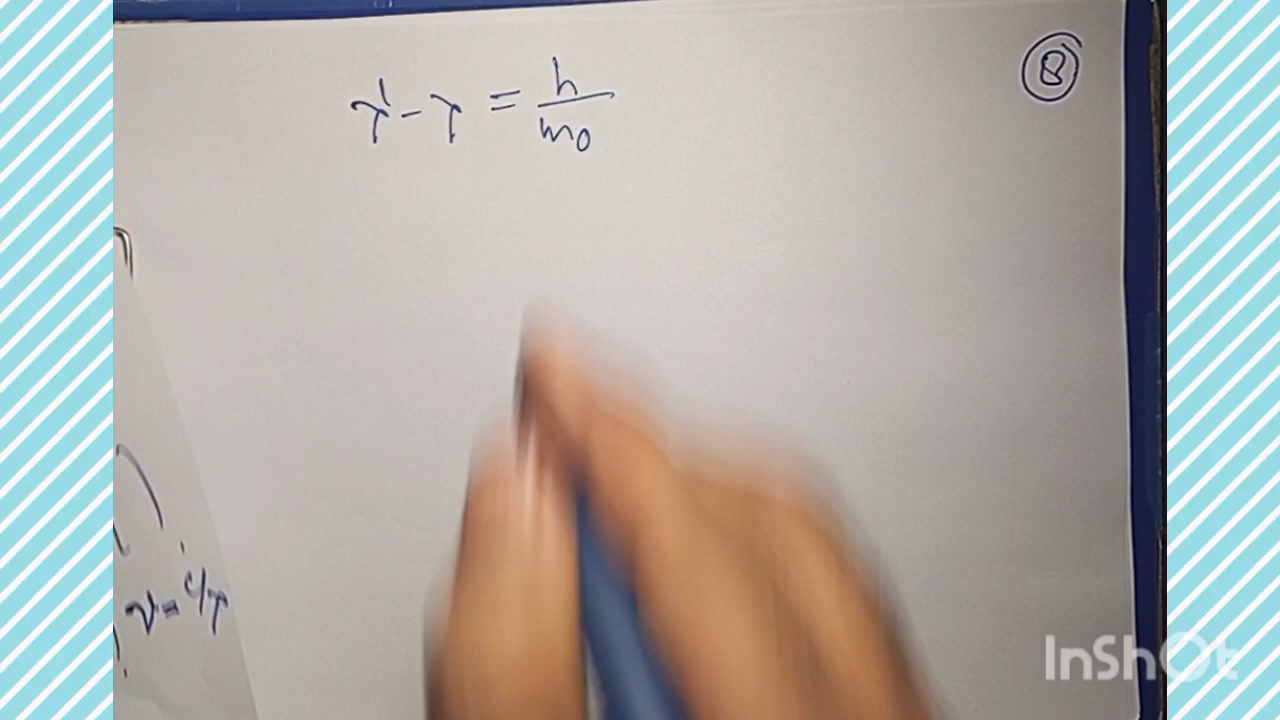 ⑧
λ' - λ = h/m₀
ν = c/λ
InShOt